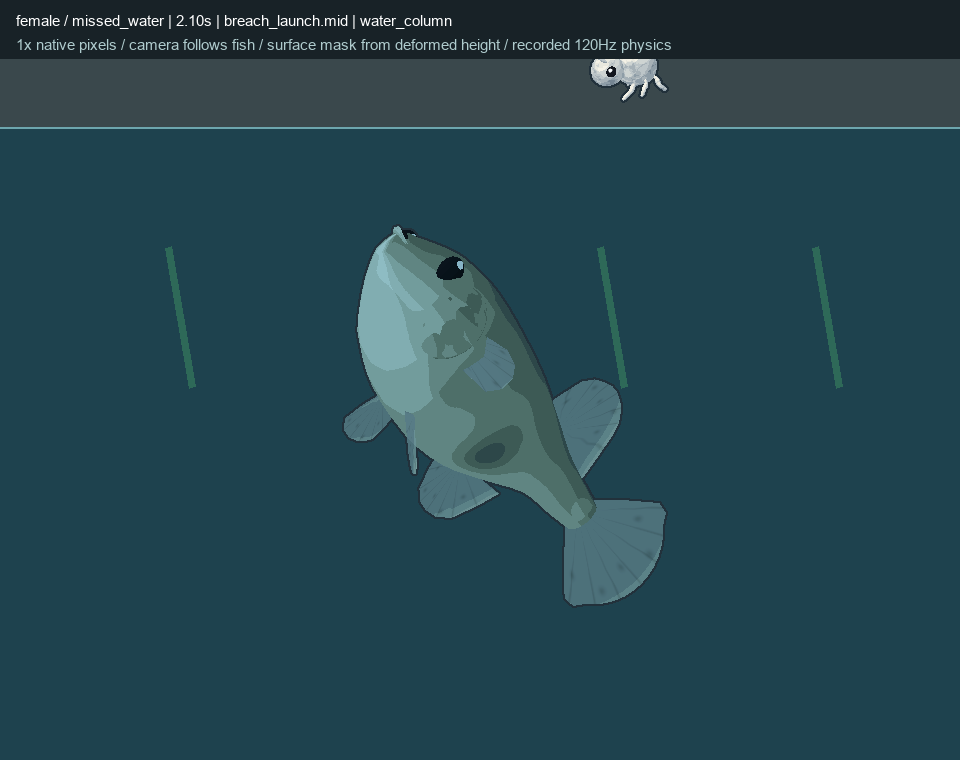 female / missed_water | 2.10s | breach_launch.mid | water_column
1x native pixels / camera follows fish / surface mask from deformed height / recorded 120Hz physics